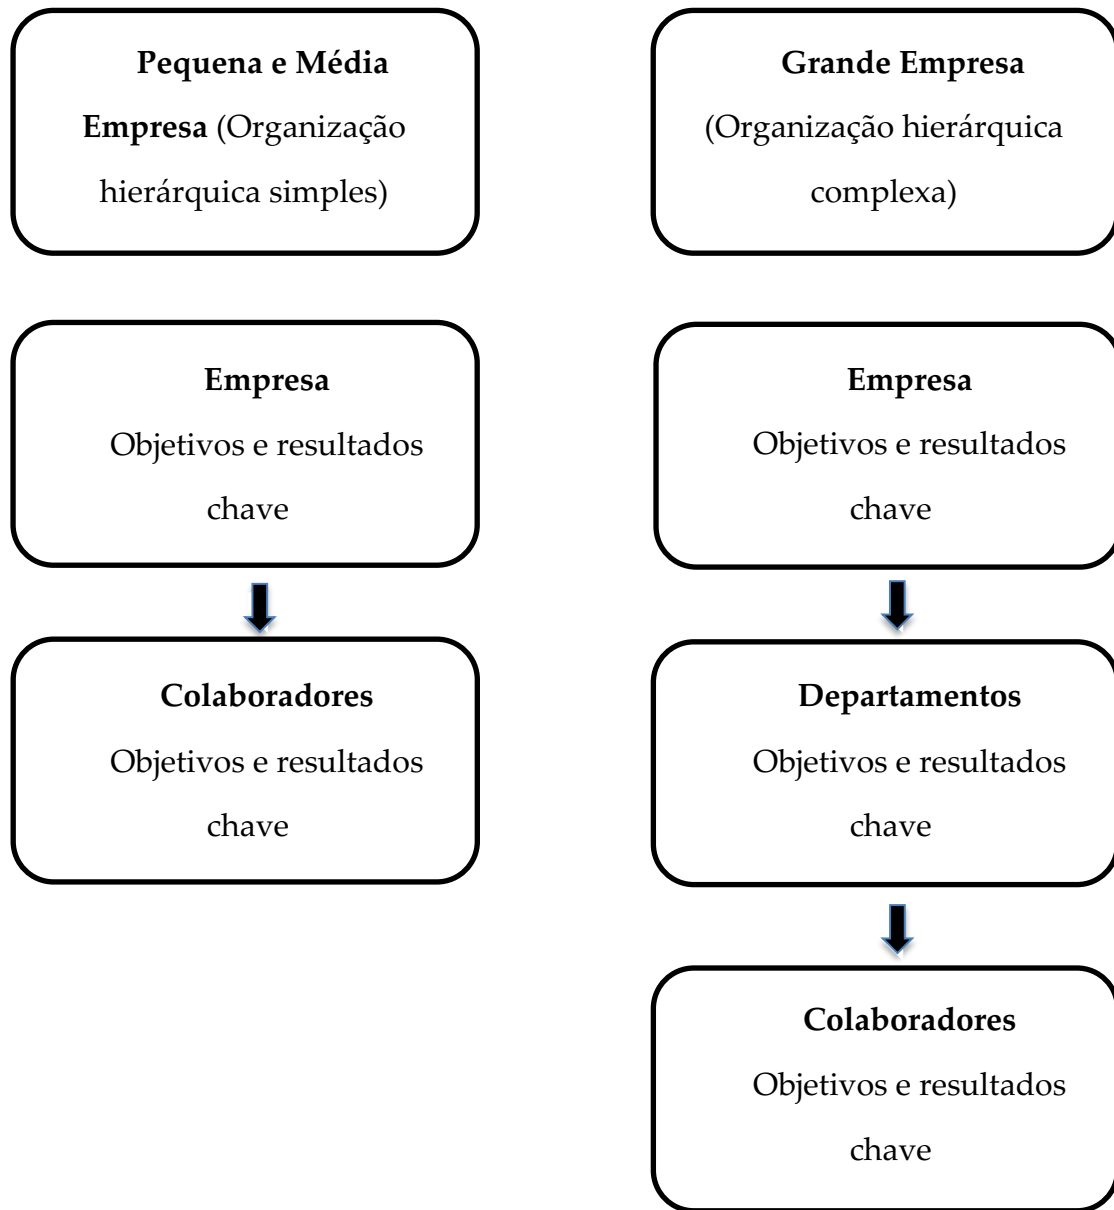 Pequena e Média
Empresa (Organização
hierárquica simples)
Empresa
Objetivos e resultados
chave
Colaboradores
Objetivos e resultados
chave
Grande Empresa
(Organização hierárquica
complexa)
Empresa
Objetivos e resultados
chave
Departamentos
Objetivos e resultados
chave
Colaboradores
Objetivos e resultados
chave